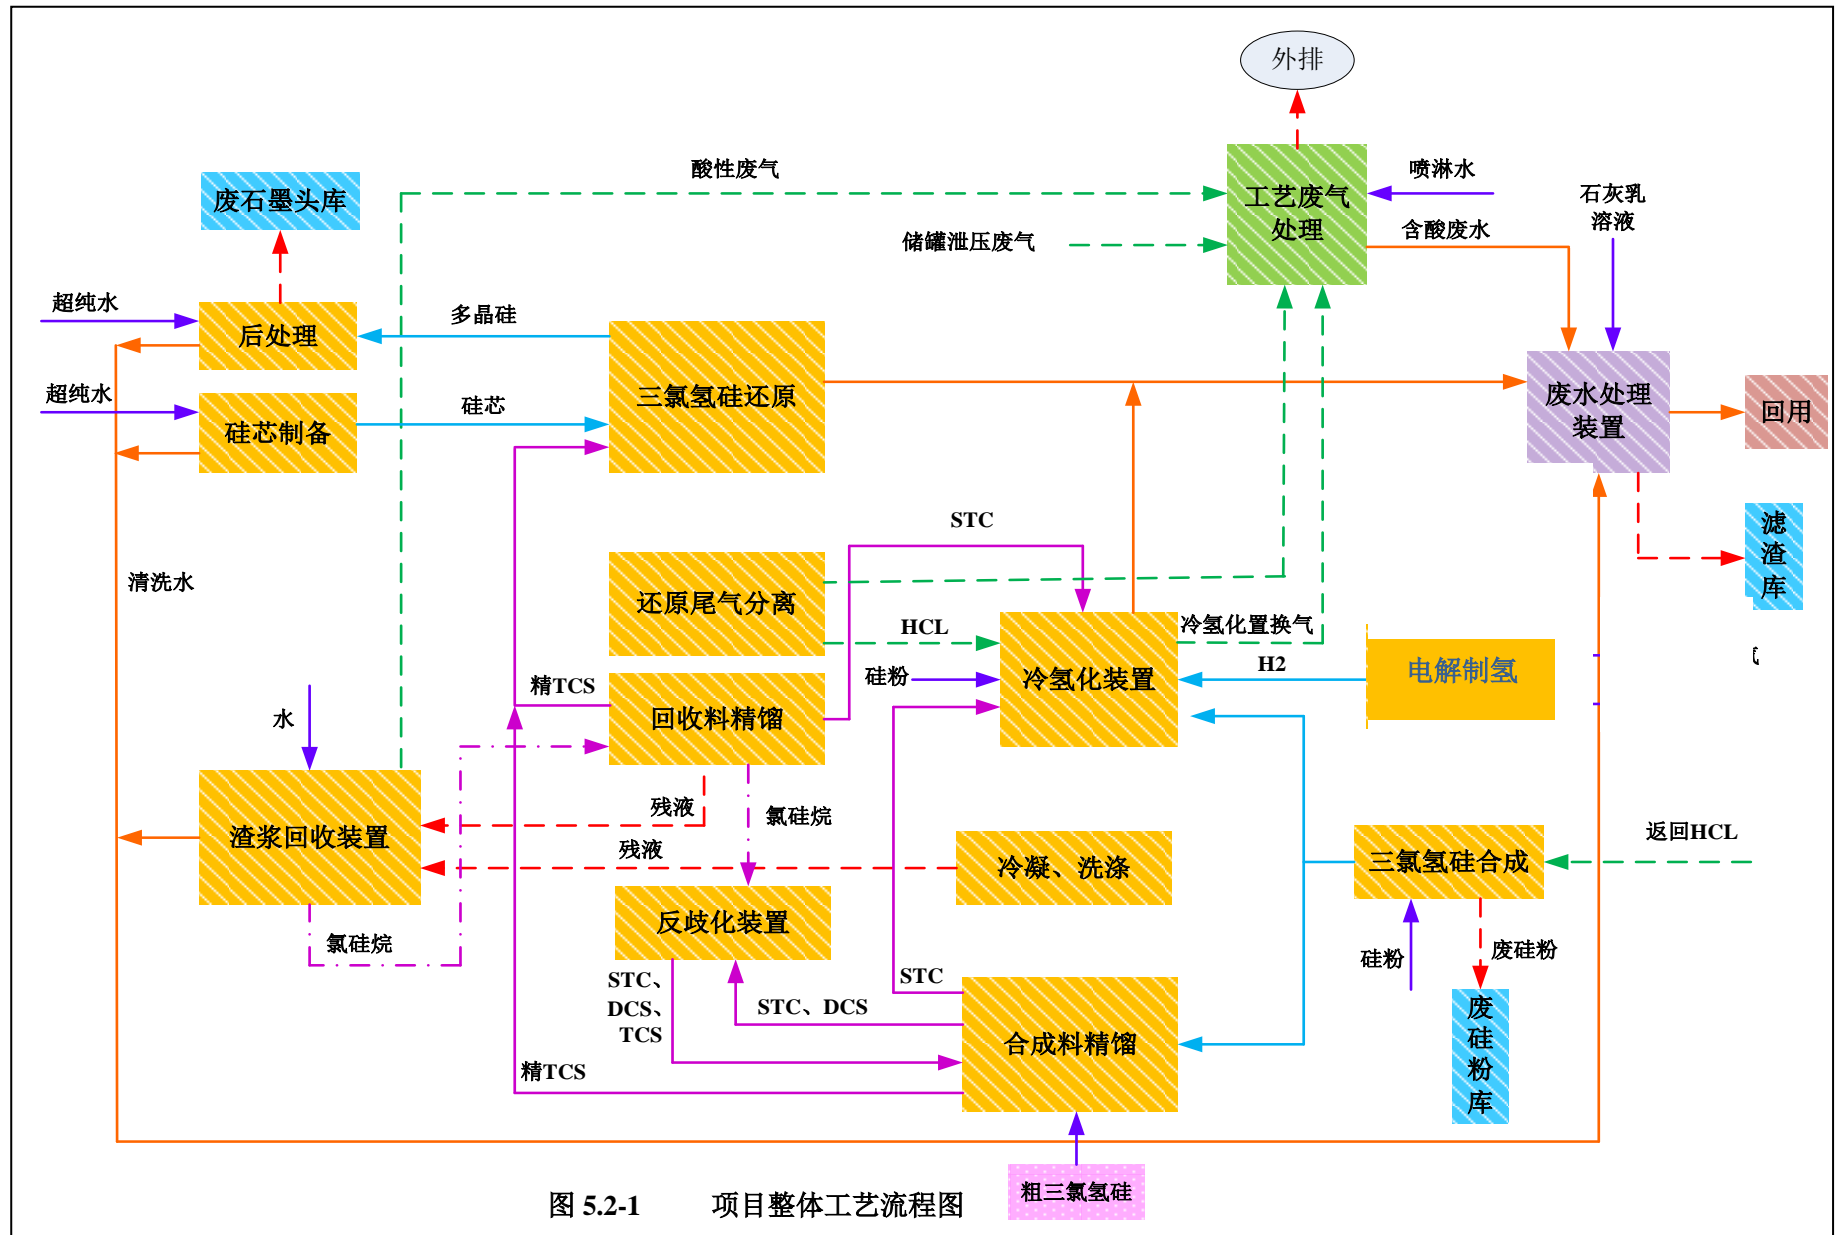 外排
酸性废气
喷淋水
废石墨头库
工艺废气
处理
石灰乳
溶液
储罐泄压废气
含酸废水
超纯水
后处理
多晶硅
三氯氢硅还原
超纯水
硅芯制备
硅芯
废水处理
装置
回用
STC
滤
渣
库
清洗水
还原尾气分离
HCL
冷氢化置换气
硅粉
冷氢化装置
H2
电解制氢
精TCS
回收料精馏
水
渣浆回收装置
残液
氯硅烷
残液
冷凝、洗涤
三氯氢硅合成
返回HCL
反歧化装置
氯硅烷
硅粉
废硅粉
STC、
DCS、
TCS
STC、DCS
STC
合成料精馏
废
硅
粉
库
精TCS
粗三氯氢硅
图 5.2-1 项目整体工艺流程图